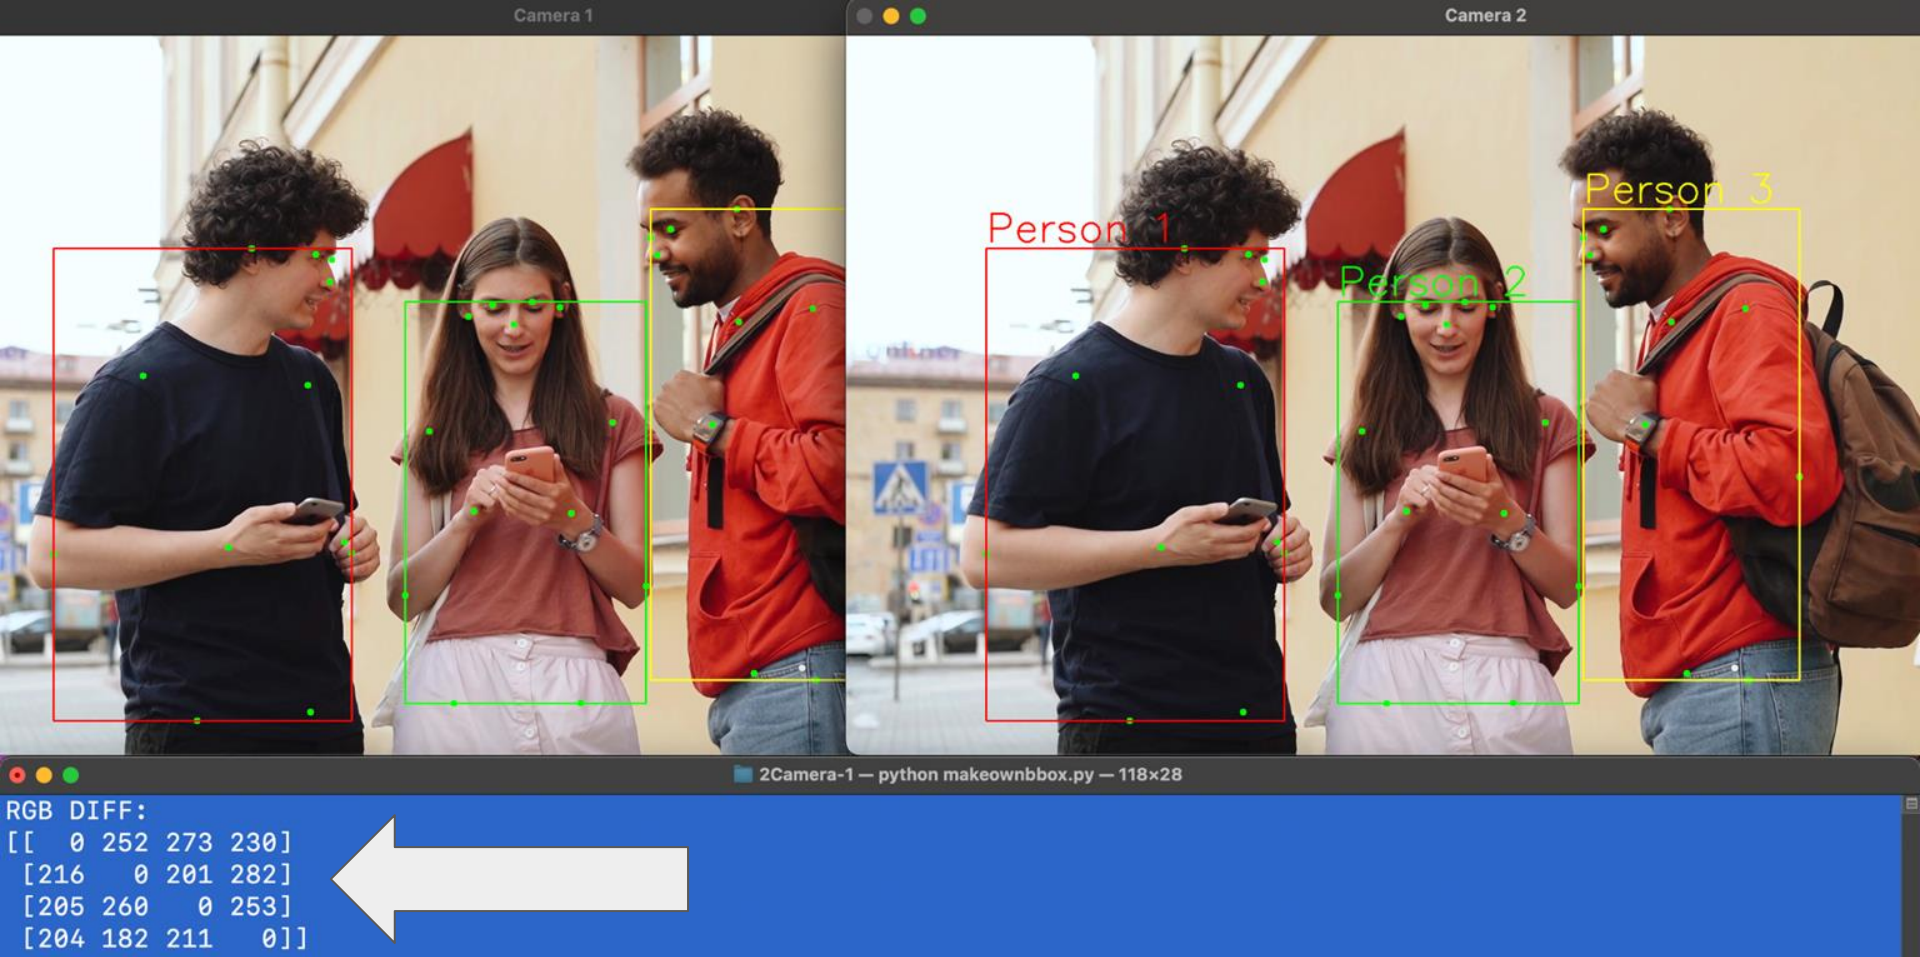 Camera 1
Camera 2
Person 1
Person 2
Person 3
2Camera-1 — python makeownbbox.py — 118×28
RGB DIFF:
[[  0 252 273 230]
 [216   0 201 282]
 [205 260   0 253]
 [204 182 211   0]]